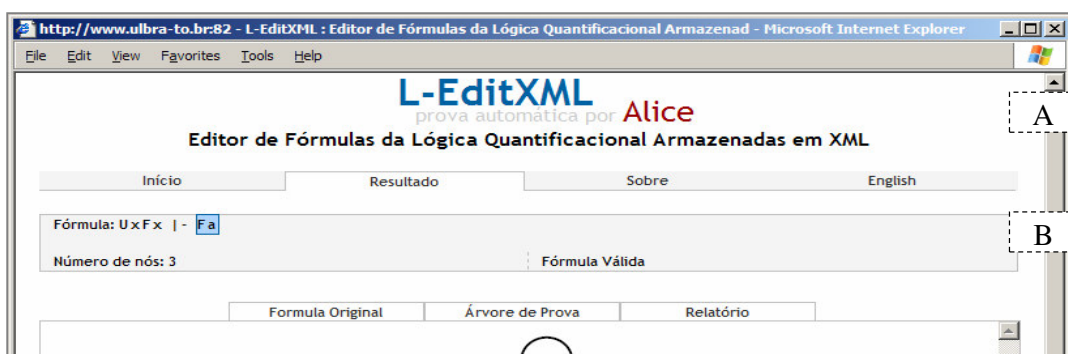 http://www.ulbra-to.br:82 - L-EditXML : Editor de Fórmulas da Lógica Quantificacional Armazenad - Microsoft Internet Explorer
File Edit View Favorites Tools Help
L-EditXML
prova automática por Alice
A
Editor de Fórmulas da Lógica Quantificacional Armazenadas em XML
Início Resultado Sobre English
Fórmula: UxFx |- Fa
B
Número de nós: 3 Fórmula Válida
Formula Original Árvore de Prova Relatório